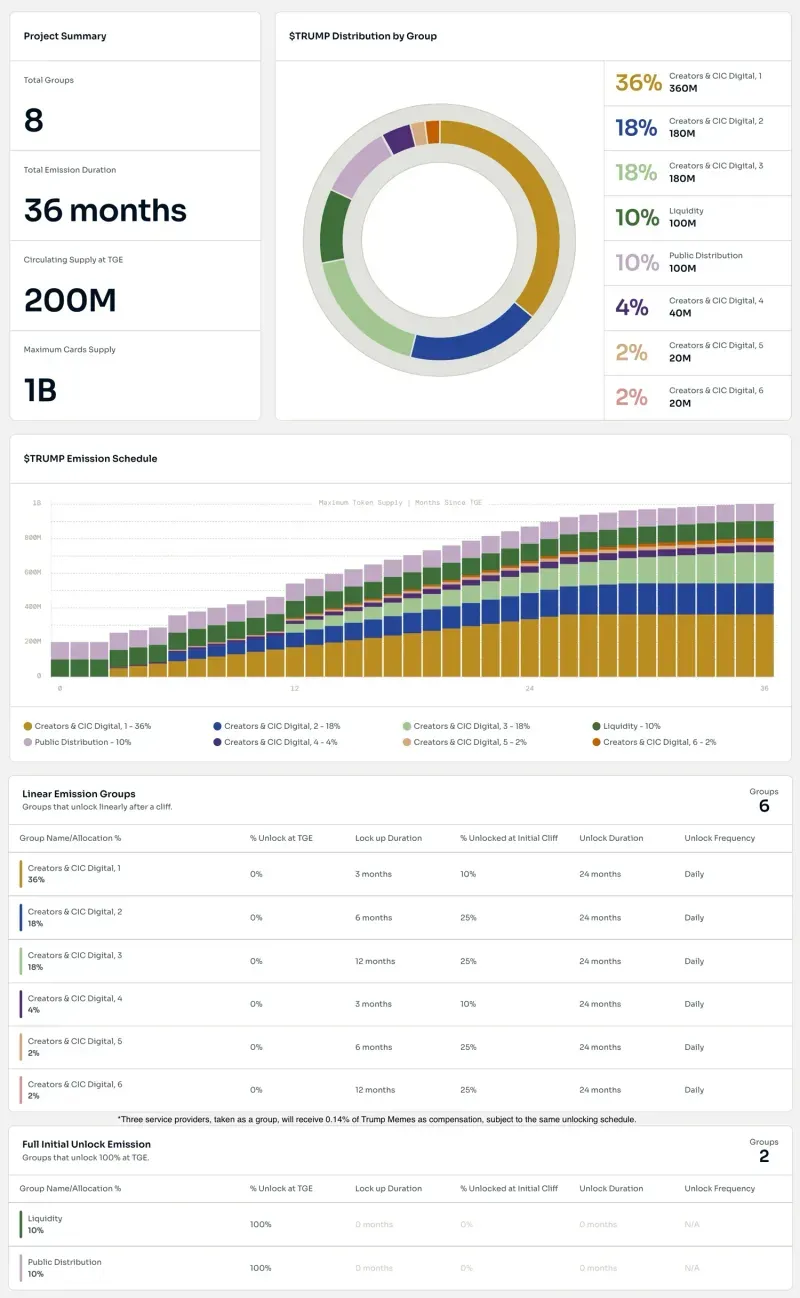 Project Summary
Total Groups
8
Total Emission Duration
36 months
Circulating Supply at TGE
200M
Maximum Cards Supply
1B
$TRUMP Distribution by Group
36% Creators & CIC Digital, 1
360M
18% Creators & CIC Digital, 2
180M
18% Creators & CIC Digital, 3
180M
10% Liquidity
100M
10% Public Distribution
100M
4% Creators & CIC Digital, 4
40M
2% Creators & CIC Digital, 5
20M
2% Creators & CIC Digital, 6
20M
$TRUMP Emission Schedule
Maximum Token Supply | Months Since TGE
1B
800M
600M
400M
200M
0
0 12 24 36
Creators & CIC Digital, 1 - 36% Creators & CIC Digital, 2 - 18% Creators & CIC Digital, 3 - 18% Liquidity - 10%
Public Distribution - 10% Creators & CIC Digital, 4 - 4% Creators & CIC Digital, 5 - 2% Creators & CIC Digital, 6 - 2%
Linear Emission Groups
Groups that unlock linearly after a cliff.
Groups
6
Group Name/Allocation % % Unlock at TGE Lock up Duration % Unlocked at Initial Cliff Unlock Duration Unlock Frequency
Creators & CIC Digital, 1
36% 0% 3 months 10% 24 months Daily
Creators & CIC Digital, 2
18% 0% 6 months 25% 24 months Daily
Creators & CIC Digital, 3
18% 0% 12 months 25% 24 months Daily
Creators & CIC Digital, 4
4% 0% 3 months 10% 24 months Daily
Creators & CIC Digital, 5
2% 0% 6 months 25% 24 months Daily
Creators & CIC Digital, 6
2% 0% 12 months 25% 24 months Daily
*Three service providers, taken as a group, will receive 0.14% of Trump Memes as compensation, subject to the same unlocking schedule.
Full Initial Unlock Emission
Groups that unlock 100% at TGE.
Groups
2
Group Name/Allocation % % Unlock at TGE Lock up Duration % Unlocked at Initial Cliff Unlock Duration Unlock Frequency
Liquidity
10% 100% 0 months 0% 0 months N/A
Public Distribution
10% 100% 0 months 0% 0 months N/A